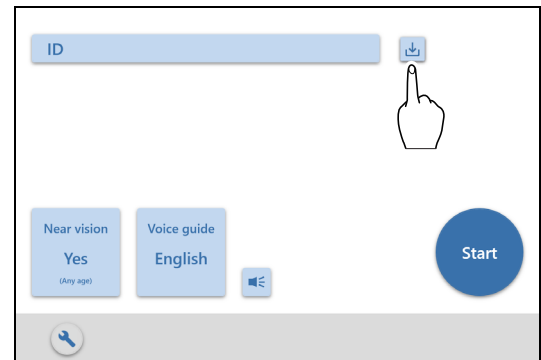 ID
Near vision
Yes
(Any age)
Voice guide
English
Start